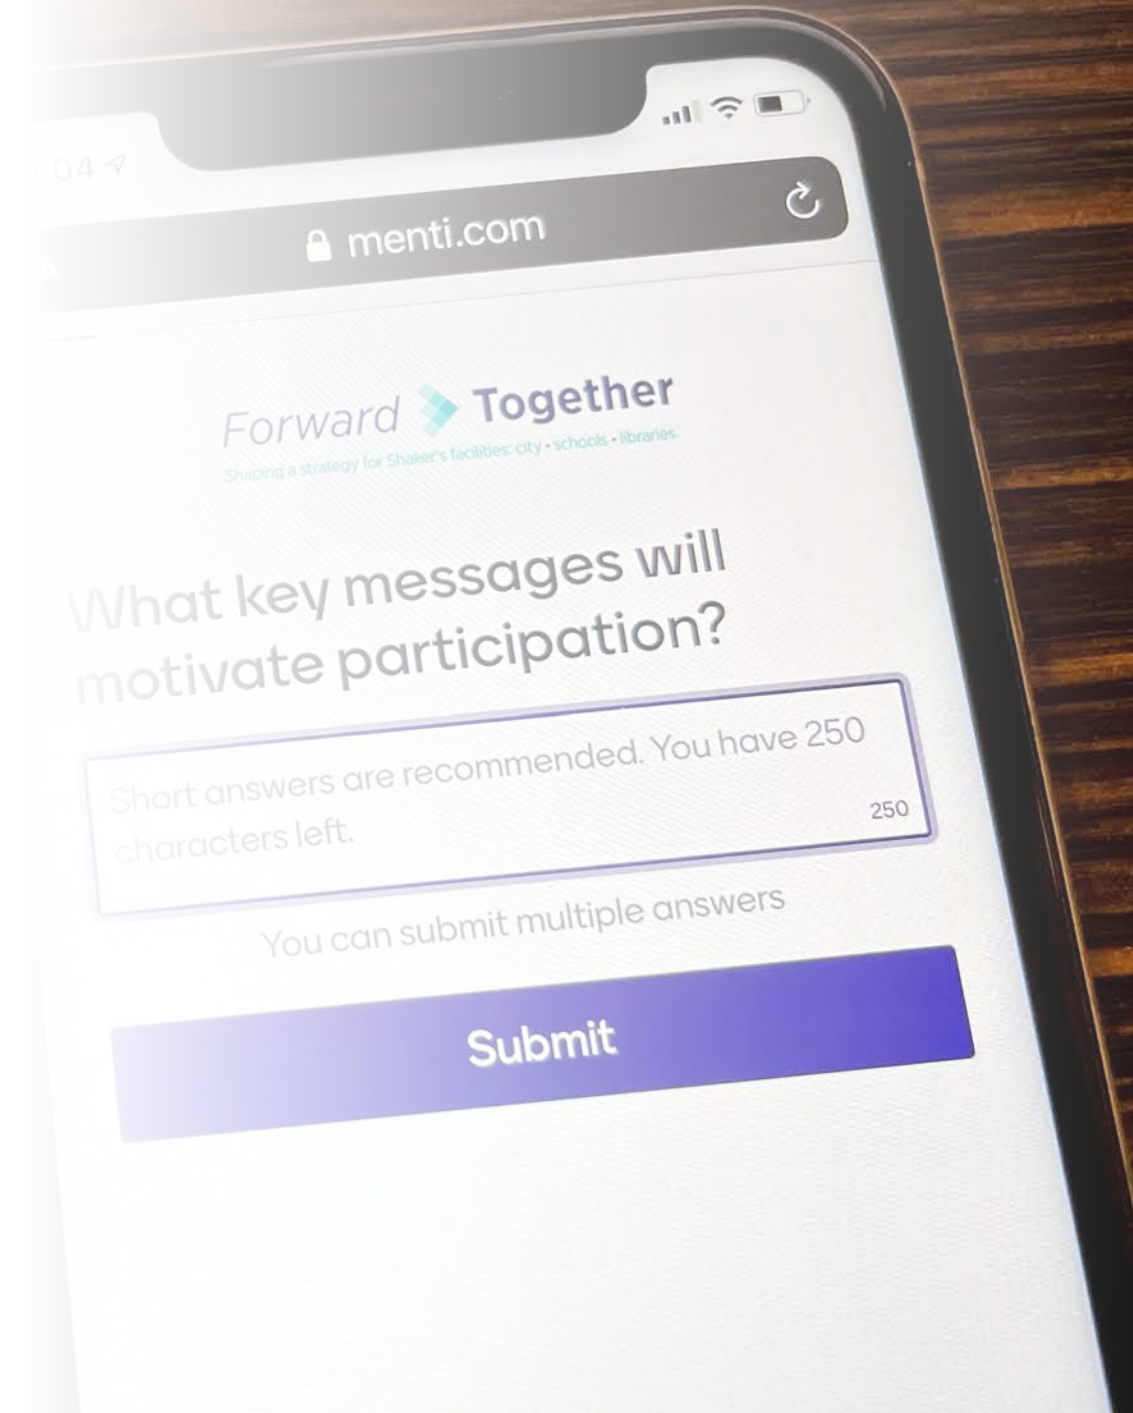 :04
menti.com
Forward Together
Shaping a strategy for Shaker's facilities: city • schools • libraries
What key messages will
motivate participation?
Short answers are recommended. You have 250
characters left.
250
You can submit multiple answers
Submit